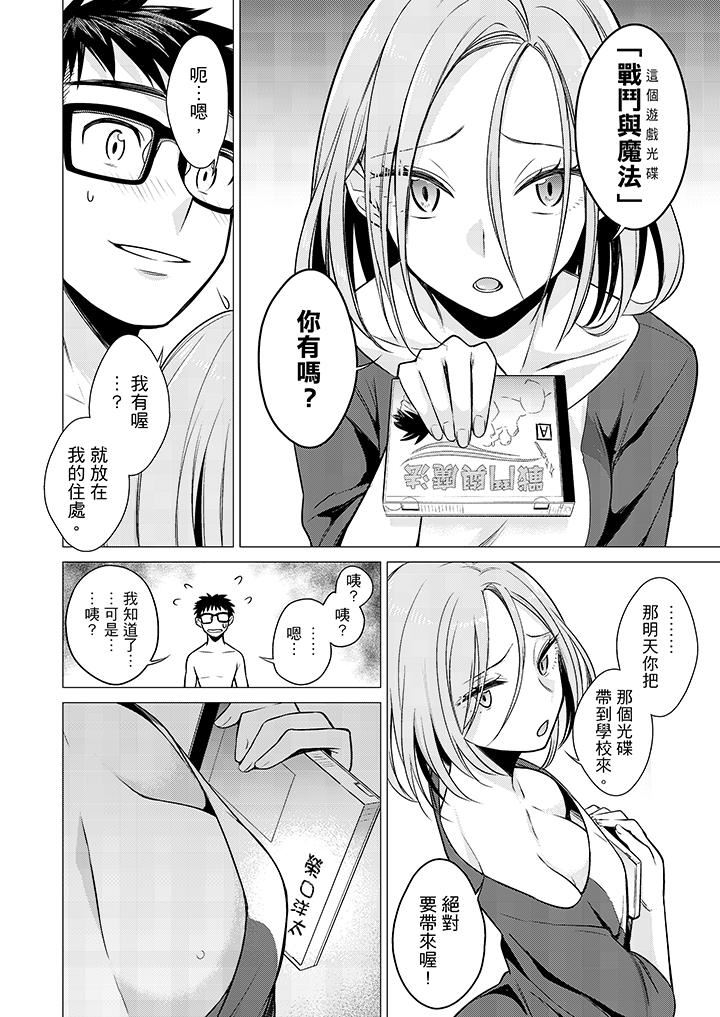 這個遊戲光碟
「戰鬥與魔法」
你有嗎？
戰鬥與魔法
A
呃…嗯，
我有喔
…？
就放在
我的住處。
………
那明天你把
那個光碟
帶到學校來。
絕對
要帶來喔！
咦？
咦？
……
嗯…
我知道了…
…可是…
…咦？